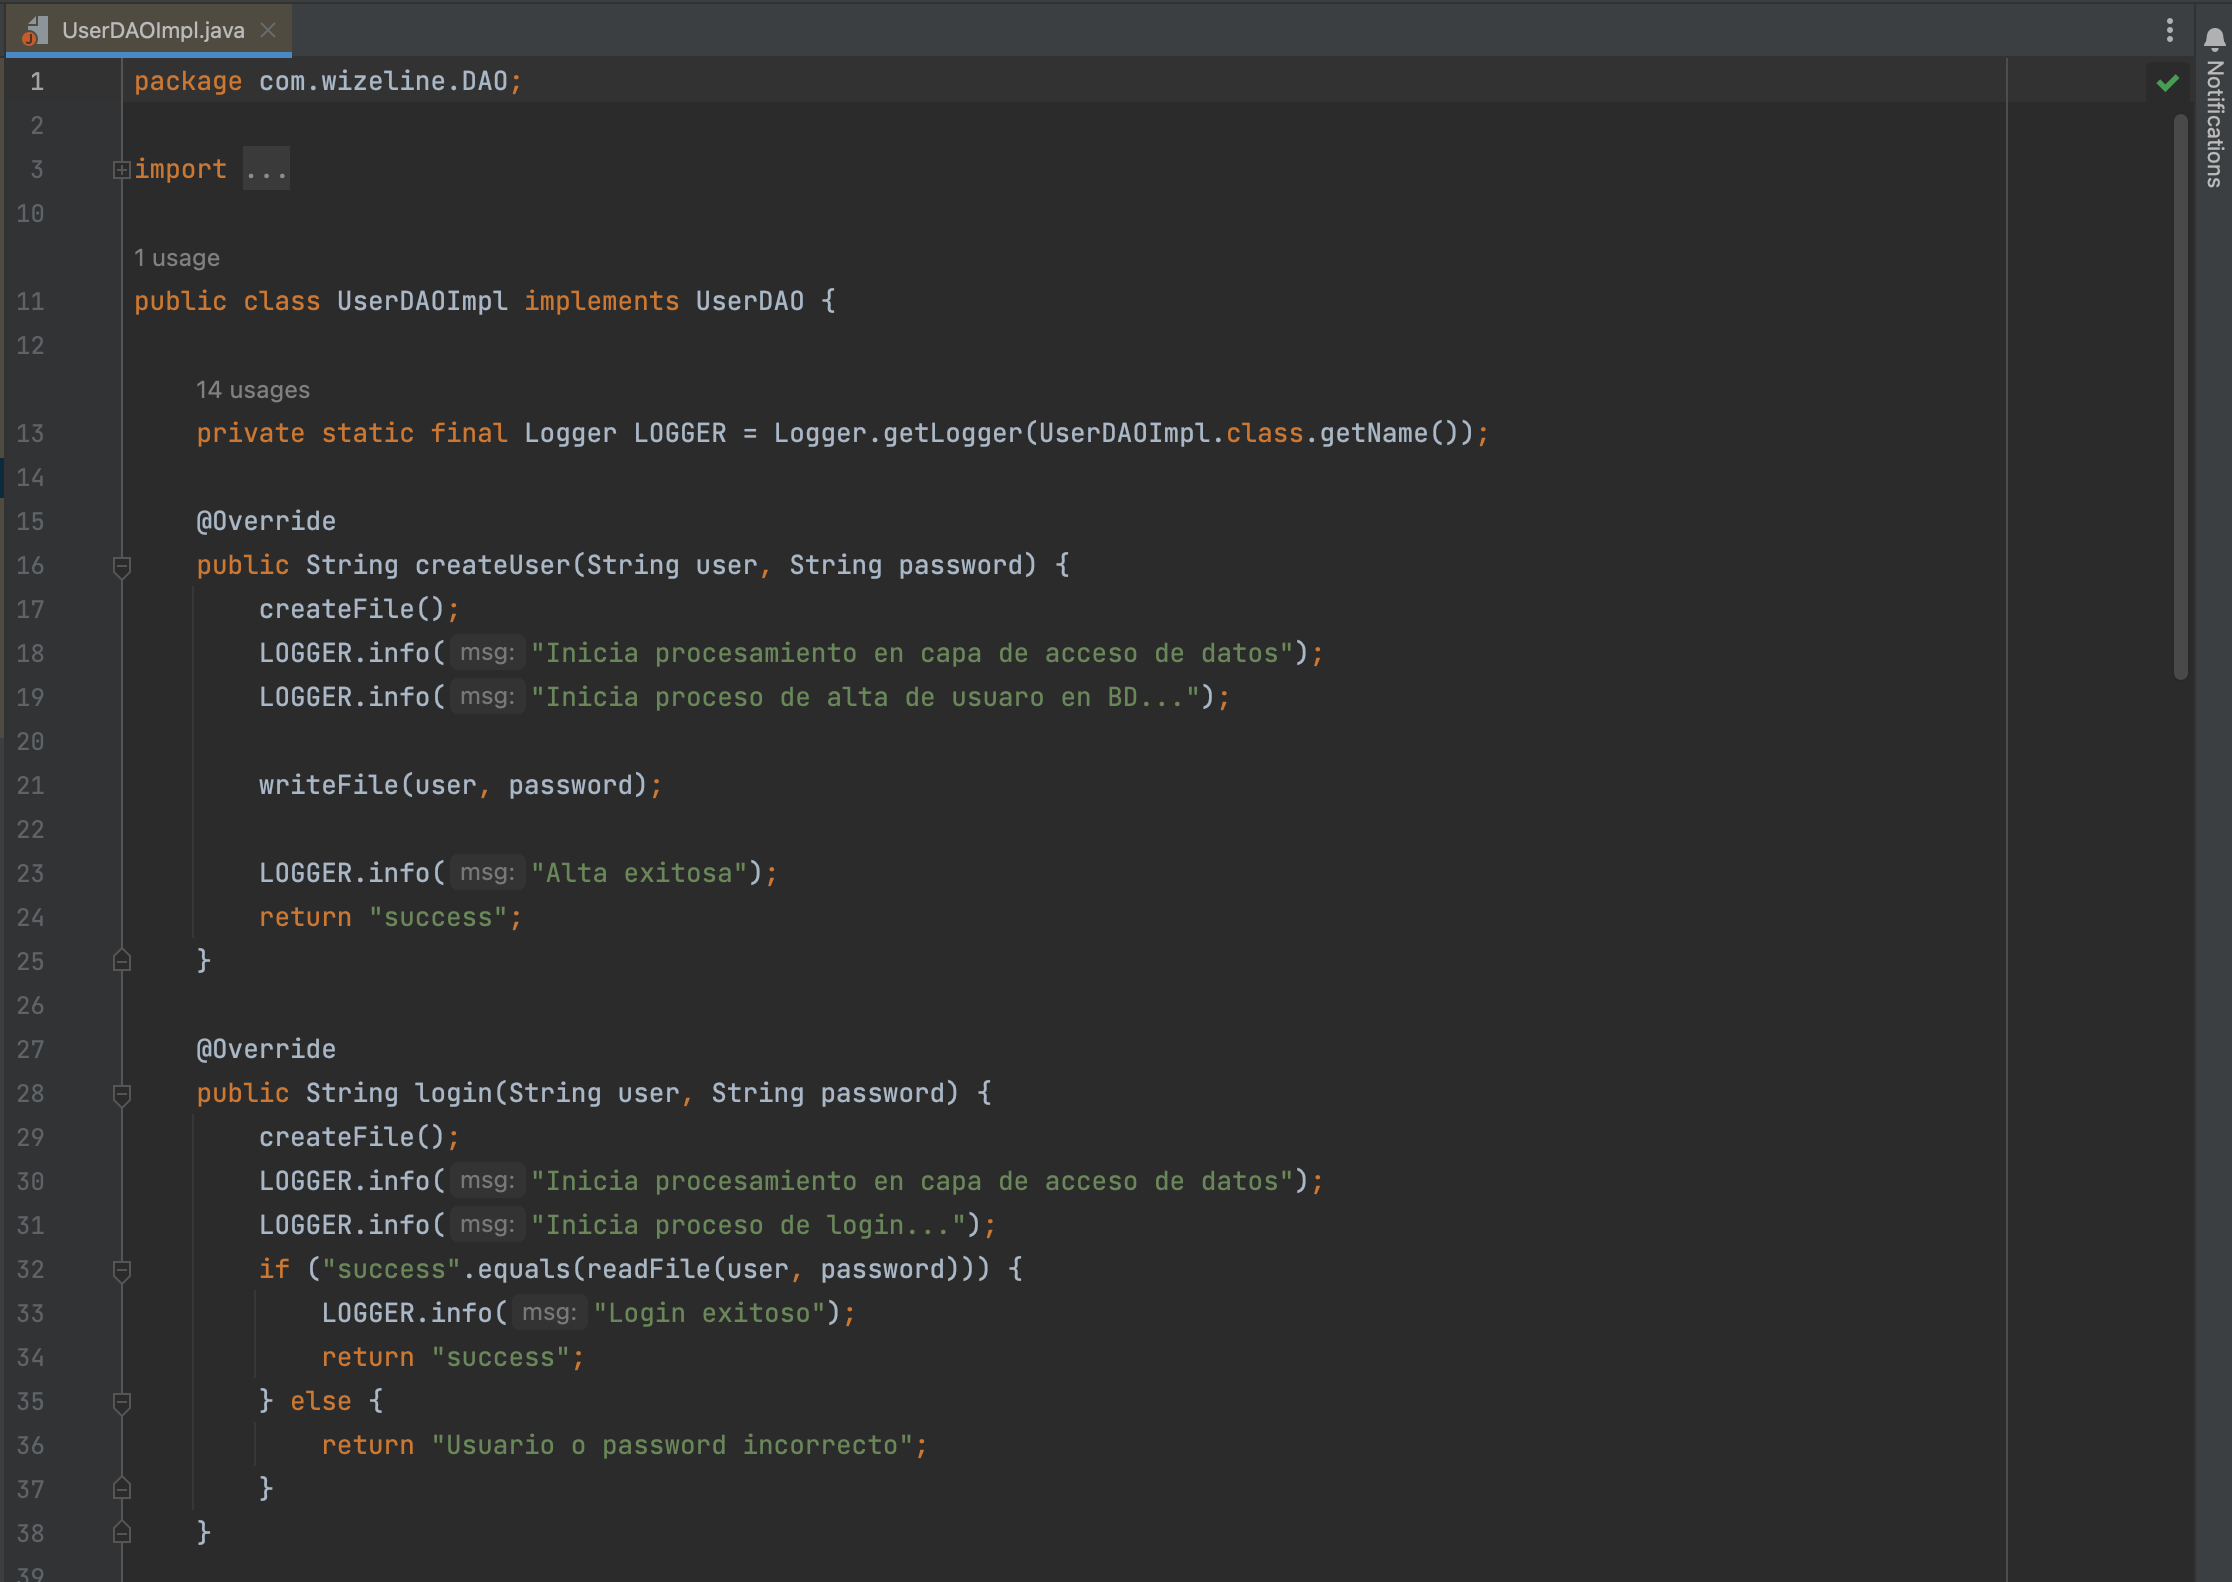 UserDAOImpl.java
Notifications
1 package com.wizeline.DAO;
2
3 import ...
10
1 usage
11 public class UserDAOImpl implements UserDAO {
12
14 usages
13 private static final Logger LOGGER = Logger.getLogger(UserDAOImpl.class.getName());
14
15 @Override
16 public String createUser(String user, String password) {
17 createFile();
18 LOGGER.info( msg: "Inicia procesamiento en capa de acceso de datos");
19 LOGGER.info( msg: "Inicia proceso de alta de usuaro en BD...");
20
21 writeFile(user, password);
22
23 LOGGER.info( msg: "Alta exitosa");
24 return "success";
25 }
26
27 @Override
28 public String login(String user, String password) {
29 createFile();
30 LOGGER.info( msg: "Inicia procesamiento en capa de acceso de datos");
31 LOGGER.info( msg: "Inicia proceso de login...");
32 if ("success".equals(readFile(user, password))) {
33 LOGGER.info( msg: "Login exitoso");
34 return "success";
35 } else {
36 return "Usuario o password incorrecto";
37 }
38 }
39